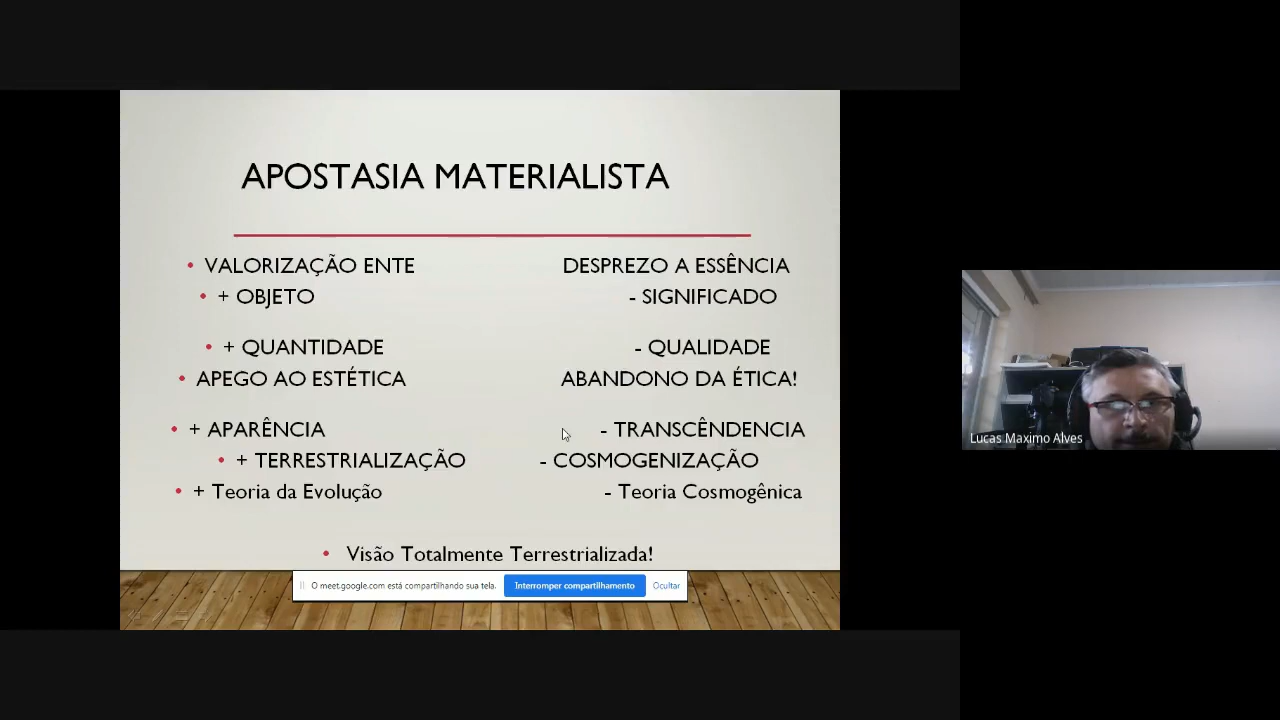 APOSTASIA MATERIALISTA
• VALORIZAÇÃO ENTE DESPREZO A ESSÊNCIA
• + OBJETO - SIGNIFICADO
• + QUANTIDADE - QUALIDADE
• APEGO AO ESTÉTICA ABANDONO DA ÉTICA!
• + APARÊNCIA - TRANSCÊNDENCIA
• + TERRESTRIALIZAÇÃO - COSMOGENIZAÇÃO
• + Teoria da Evolução - Teoria Cosmogênica
• Visão Totalmente Terrestrializada!
O meet.google.com está compartilhando sua tela. Interromper compartilhamento Ocultar
Lucas Maximo Alves